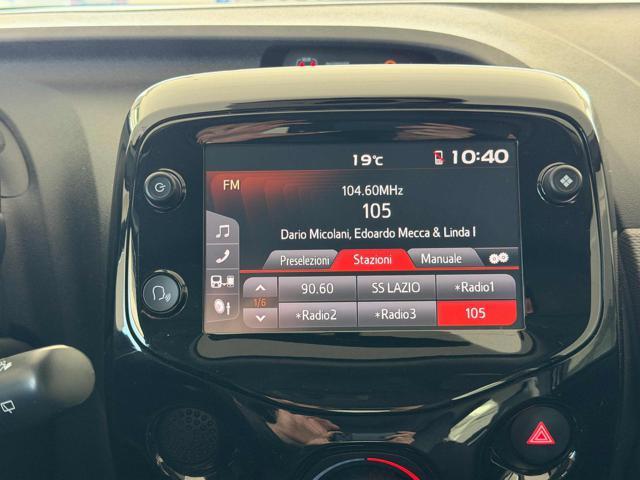 19°C 10:40
FM
104.60MHz
105
Dario Micolani, Edoardo Mecca & Linda I
Preselezioni Stazioni Manuale
90.60 SS LAZIO *Radio1
1/6
*Radio2 *Radio3 105